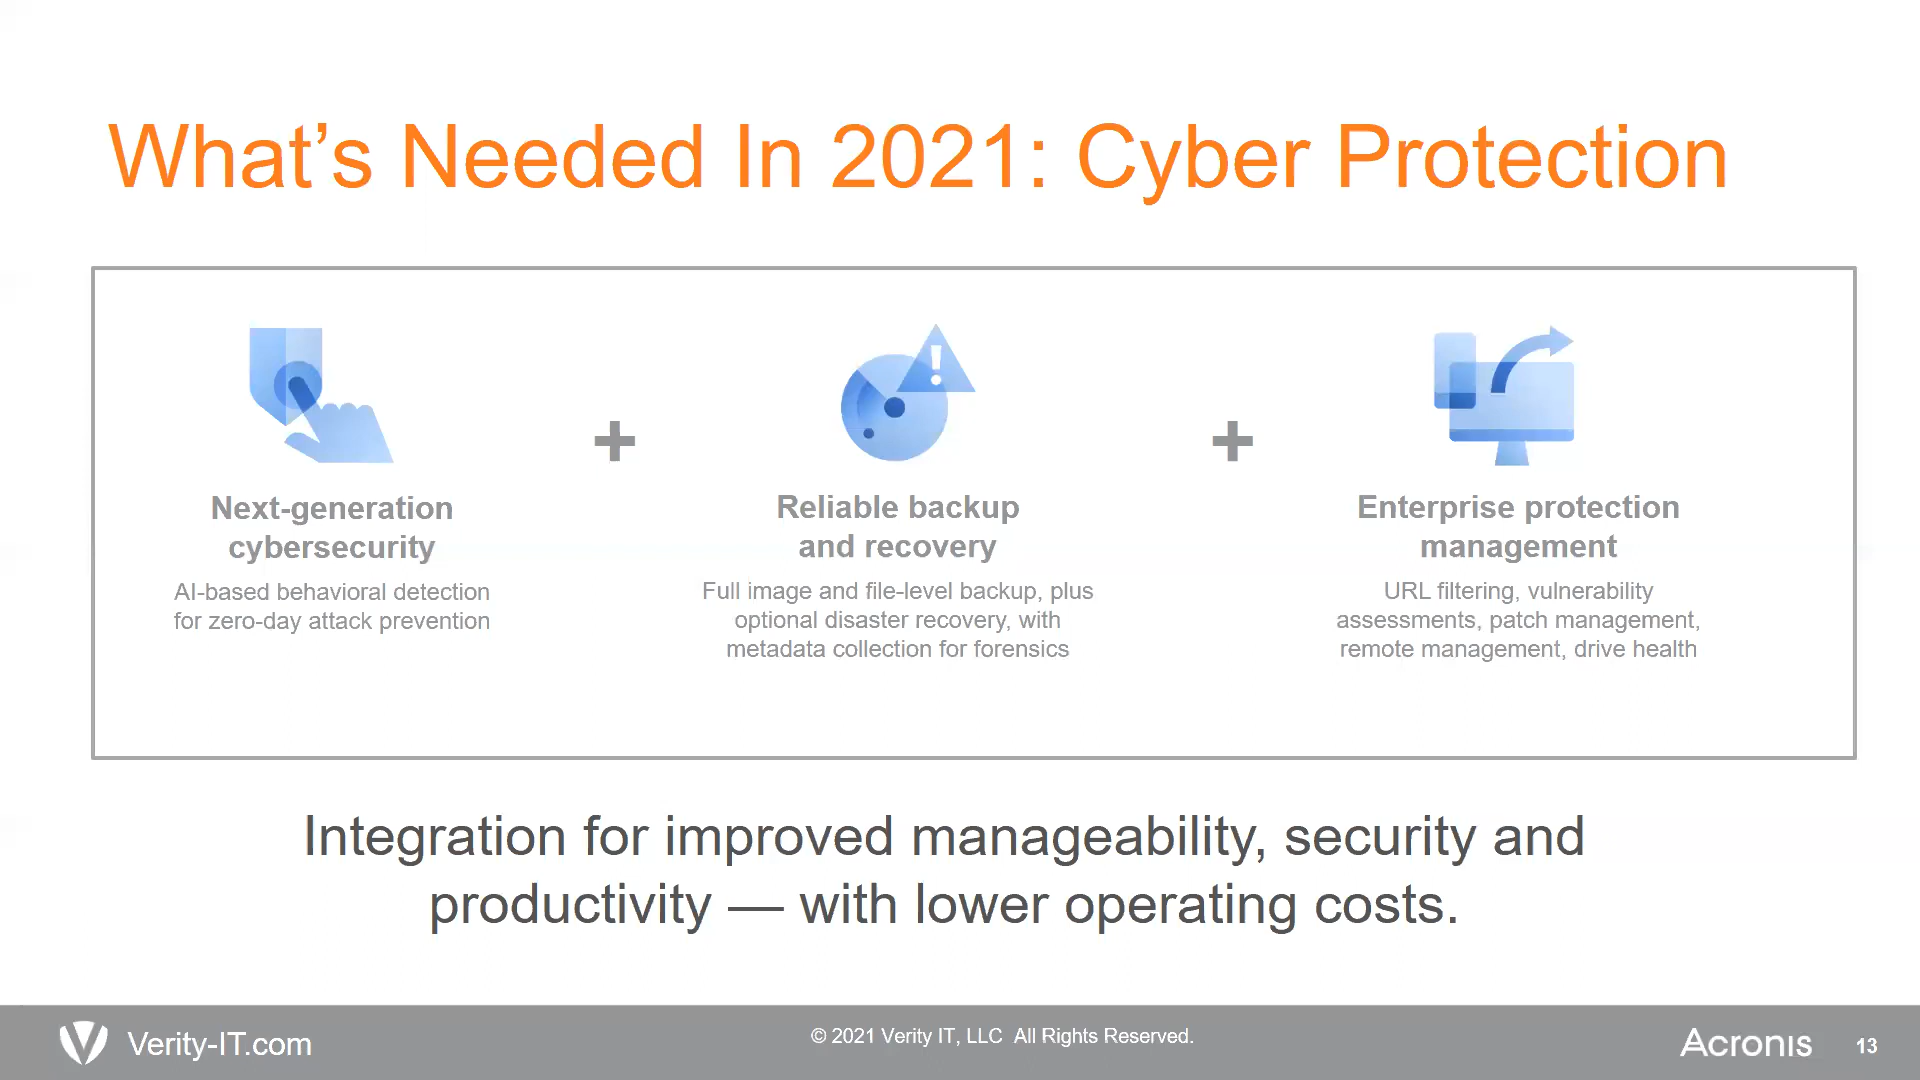 What’s Needed In 2021: Cyber Protection
Next-generation
cybersecurity
AI-based behavioral detection
for zero-day attack prevention
+
Reliable backup
and recovery
Full image and file-level backup, plus
optional disaster recovery, with
metadata collection for forensics
+
Enterprise protection
management
URL filtering, vulnerability
assessments, patch management,
remote management, drive health
Integration for improved manageability, security and
productivity — with lower operating costs.
Verity-IT.com
© 2021 Verity IT, LLC  All Rights Reserved.
Acronis
13